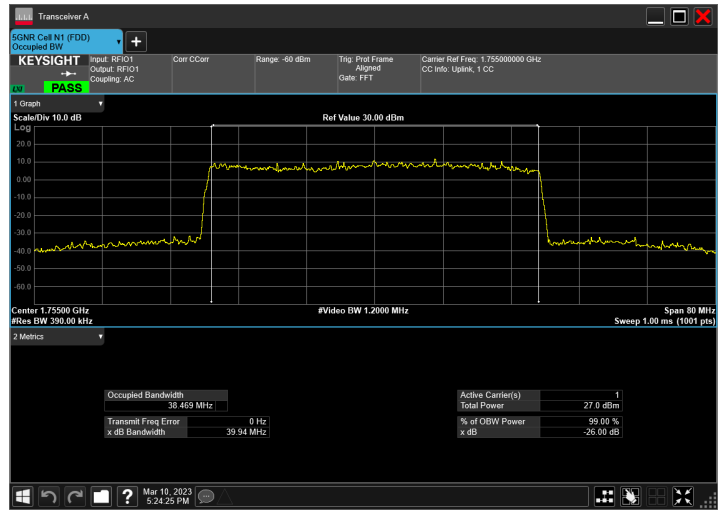 Transceiver A
5GNR Cell N1 (FDD)
Occupied BW
KEYSIGHT
Input: RFIO1
Output: RFIO1
Coupling: AC
Corr CCorr
Range: -60 dBm
Trig: Prot Frame
Aligned
Gate: FFT
Carrier Ref Freq: 1.755000000 GHz
CC Info: Uplink, 1 CC
LXI
PASS
1 Graph
Scale/Div 10.0 dB
Ref Value 30.00 dBm
Log
20.0
10.0
0.00
-10.0
-20.0
-30.0
-40.0
-50.0
-60.0
Center 1.75500 GHz
#Video BW 1.2000 MHz
Span 80 MHz
#Res BW 390.00 kHz
Sweep 1.00 ms (1001 pts)
2 Metrics
Occupied Bandwidth
38.469 MHz
Active Carrier(s) 1
Total Power 27.0 dBm
Transmit Freq Error 0 Hz
x dB Bandwidth 39.94 MHz
% of OBW Power 99.00 %
x dB -26.00 dB
?
Mar 10, 2023
5:24:25 PM